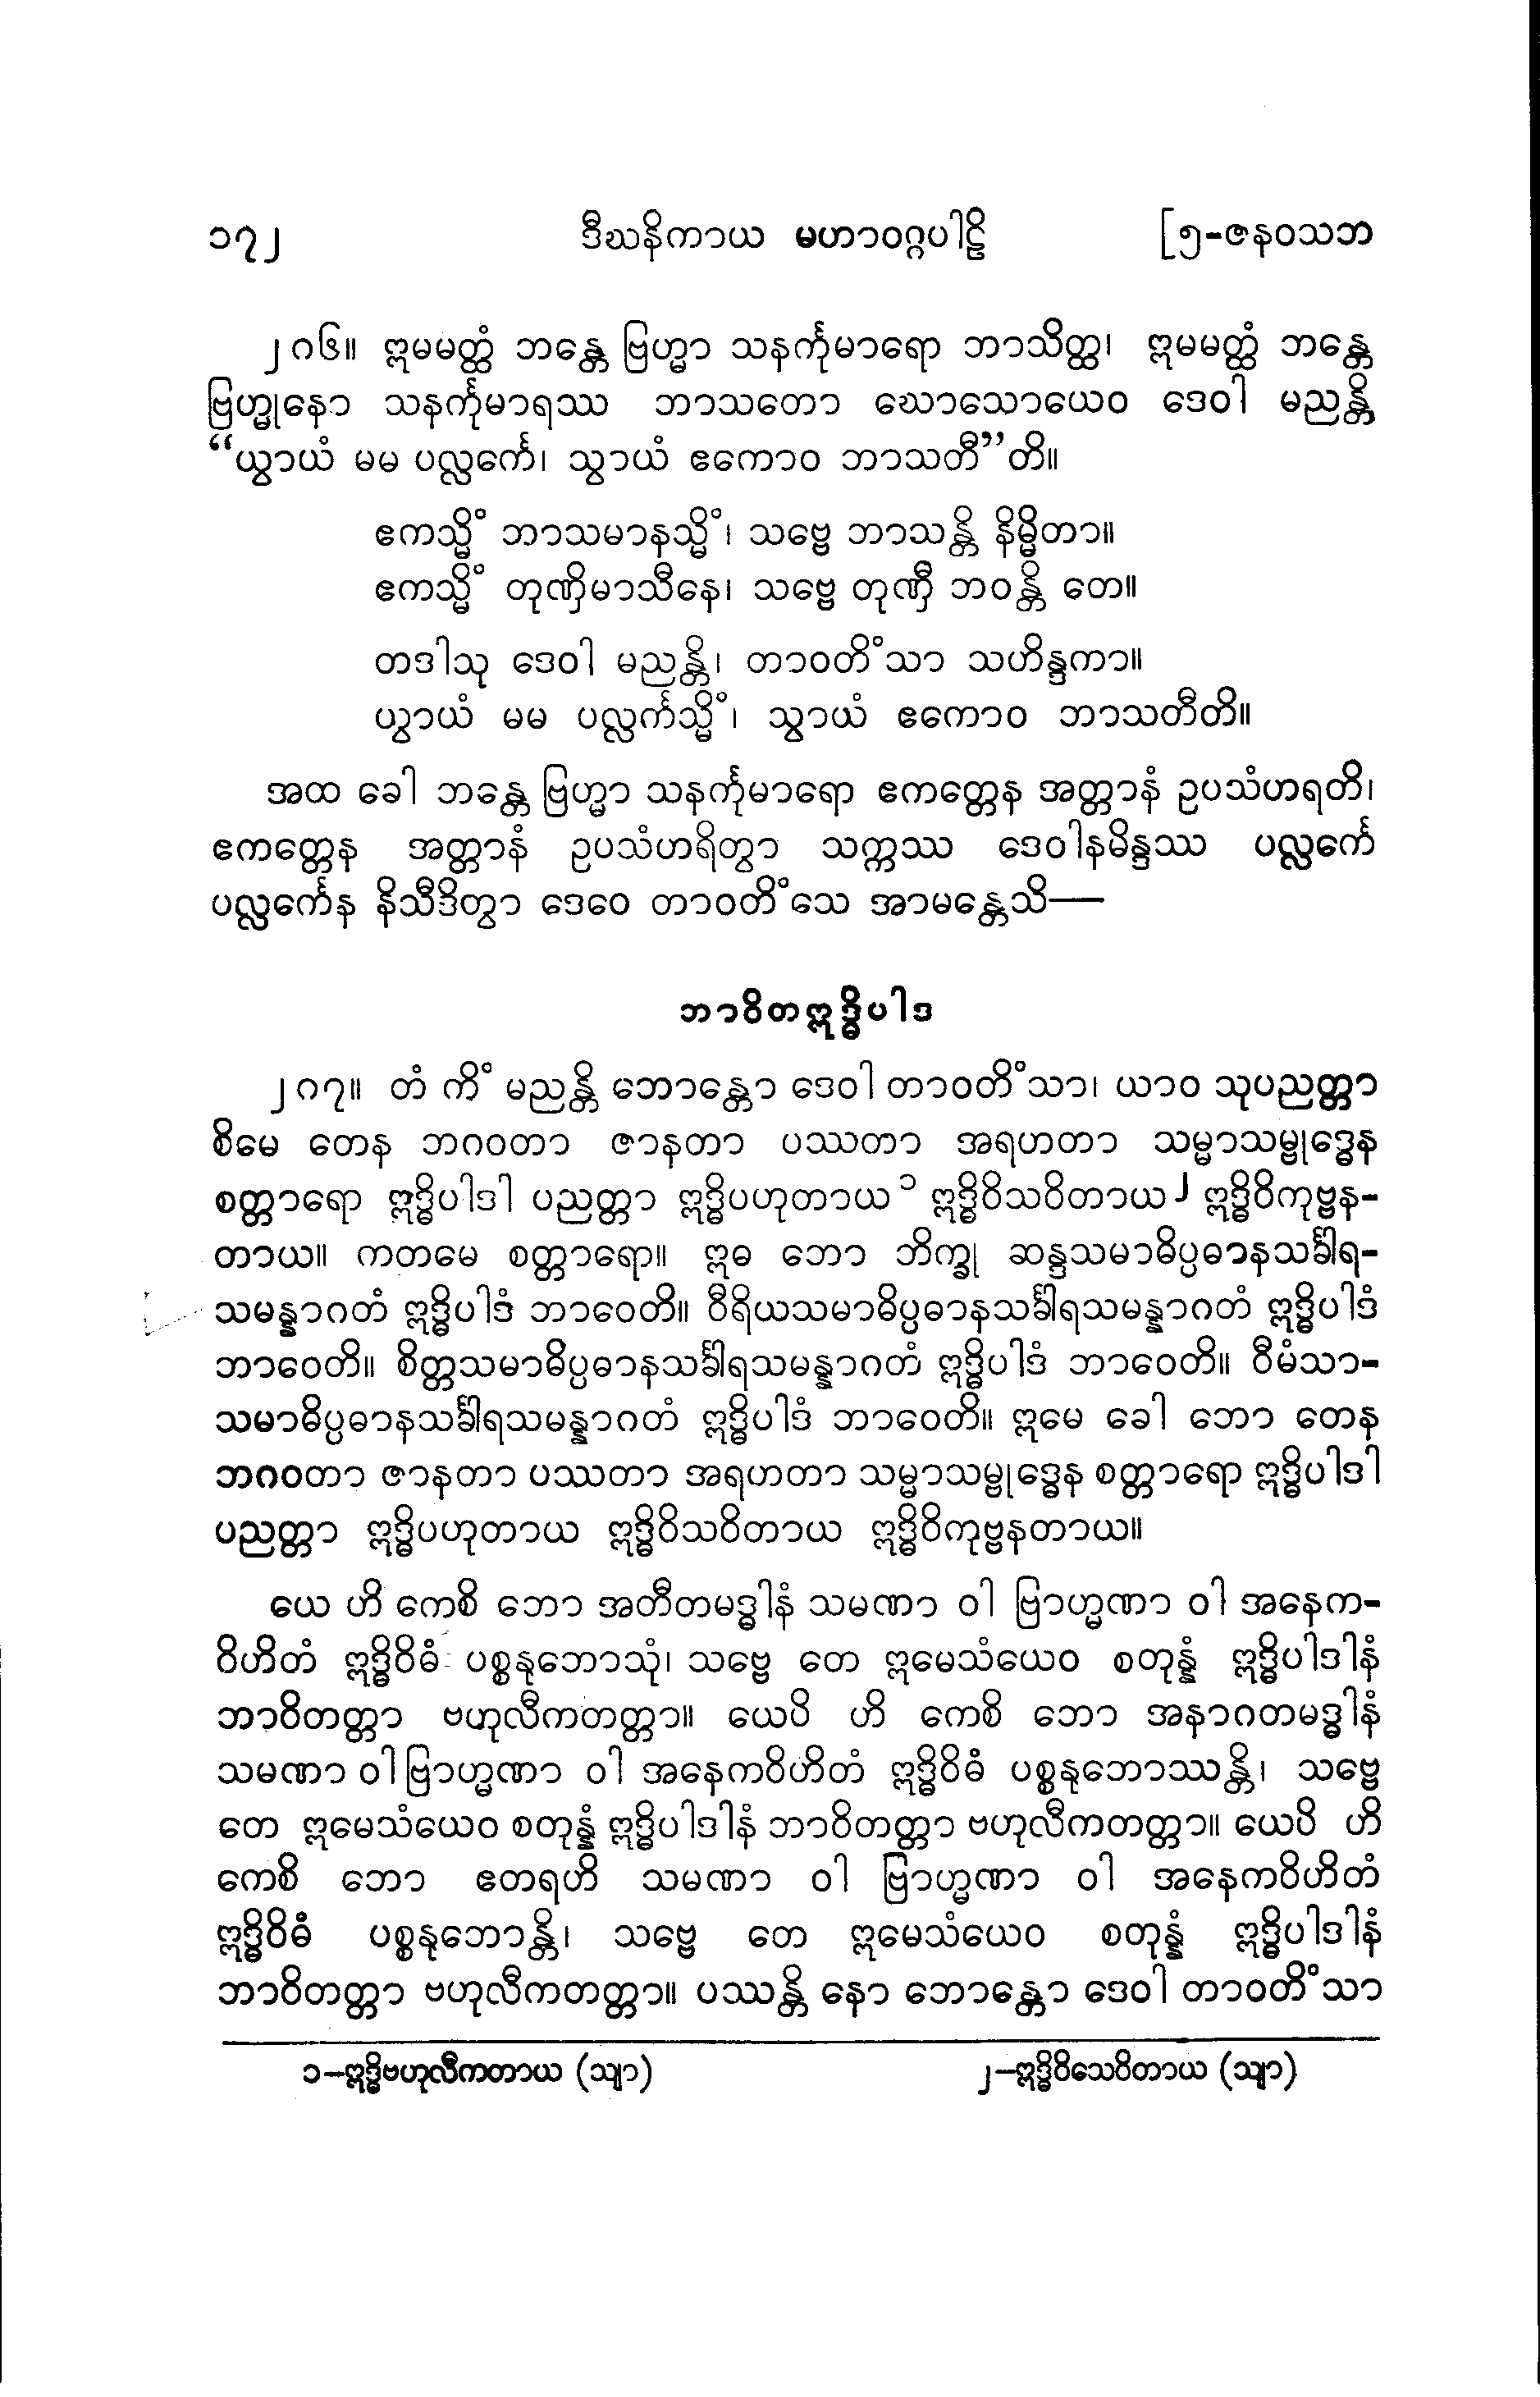 ၁၇၂ ဒီဃနိကာယ မဟာဝဂ္ဂပါဠိ [၅-ဇနဝသဘ
၂ဂ၆။ ဣမမတ္ထံ ဘန္တေ ဗြဟ္မာ သနင်္ကုမာရော ဘာသိတ္ထ၊ ဣမမတ္ထံ ဘန္တေ
ဗြဟ္မုနော သနင်္ကုမာရဿ ဘာသတော ဃောသောယေဝ ဒေဝါ မညန္တိ
“ယွာယံ မမ ပလ္လင်္ကေ၊ သွာယံ ဧကောဝ ဘာသတီ”တိ။
ဧကသ္မိံ ဘာသမာနသ္မိံ၊ သဗ္ဗေ ဘာသန္တိ နိမ္မိတာ။
ဧကသ္မိံ တုဏှိမာသီနေ၊ သဗ္ဗေ တုဏှီ ဘဝန္တိ တေ။
တဒါသု ဒေဝါ မညန္တိ၊ တာဝတိံသာ သဟိန္ဒကာ။
ယွာယံ မမ ပလ္လင်္ကသ္မိံ၊ သွာယံ ဧကောဝ ဘာသတီတိ။
အထ ခေါ ဘန္တေ ဗြဟ္မာ သနင်္ကုမာရော ဧကတ္တေန အတ္တာနံ ဥပသံဟရတိ၊
ဧကတ္တေန အတ္တာနံ ဥပသံဟရိတွာ သက္ကဿ ဒေဝါနမိန္ဒဿ ပလ္လင်္ကေ
ပလ္လင်္ကေန နိသီဒိတွာ ဒေဝေ တာဝတိံသေ အာမန္တေသိ—
ဘာဝိတဣဒ္ဓိပါဒ
၂ဂ၇။ တံ ကိံ မညန္တိ ဘောန္တော ဒေဝါ တာဝတိံသာ၊ ယာဝ သုပညတ္တာ
စိမေ တေန ဘဂဝတာ ဇာနတာ ပဿတာ အရဟတာ သမ္မာသမ္ဗုဒ္ဓေန
စတ္တာရော ဣဒ္ဓိပါဒါ ပညတ္တာ ဣဒ္ဓိပဟုတာယ၁ ဣဒ္ဓိဝိသဝိတာယ၂ ဣဒ္ဓိဝိကုဗ္ဗန-
တာယ။ ကတမေ စတ္တာရော။ ဣဓ ဘော ဘိက္ခု ဆန္ဒသမာဓိပ္ပဓာနသင်္ခါရ-
သမန္နာဂတံ ဣဒ္ဓိပါဒံ ဘာဝေတိ။ ဝီရိယသမာဓိပ္ပဓာနသင်္ခါရသမန္နာဂတံ ဣဒ္ဓိပါဒံ
ဘာဝေတိ။ စိတ္တသမာဓိပ္ပဓာနသင်္ခါရသမန္နာဂတံ ဣဒ္ဓိပါဒံ ဘာဝေတိ။ ဝီမံသာ-
သမာဓိပ္ပဓာနသင်္ခါရသမန္နာဂတံ ဣဒ္ဓိပါဒံ ဘာဝေတိ။ ဣမေ ခေါ ဘော တေန
ဘဂဝတာ ဇာနတာ ပဿတာ အရဟတာ သမ္မာသမ္ဗုဒ္ဓေန စတ္တာရော ဣဒ္ဓိပါဒါ
ပညတ္တာ ဣဒ္ဓိပဟုတာယ ဣဒ္ဓိဝိသဝိတာယ ဣဒ္ဓိဝိကုဗ္ဗနတာယ။
ယေ ဟိ ကေစိ ဘော အတီတမဒ္ဓါနံ သမဏာ ဝါ ဗြာဟ္မဏာ ဝါ အနေက-
ဝိဟိတံ ဣဒ္ဓိဝိဓံ ပစ္စနုဘောသုံ၊ သဗ္ဗေ တေ ဣမေသံယေဝ စတုန္နံ ဣဒ္ဓိပါဒါနံ
ဘာဝိတတ္တာ ဗဟုလီကတတ္တာ။ ယေပိ ဟိ ကေစိ ဘော အနာဂတမဒ္ဓါနံ
သမဏာ ဝါ ဗြာဟ္မဏာ ဝါ အနေကဝိဟိတံ ဣဒ္ဓိဝိဓံ ပစ္စနုဘောဿန္တိ၊ သဗ္ဗေ
တေ ဣမေသံယေဝ စတုန္နံ ဣဒ္ဓိပါဒါနံ ဘာဝိတတ္တာ ဗဟုလီကတတ္တာ။ ယေပိ ဟိ
ကေစိ ဘော ဧတရဟိ သမဏာ ဝါ ဗြာဟ္မဏာ ဝါ အနေကဝိဟိတံ
ဣဒ္ဓိဝိဓံ ပစ္စနုဘောန္တိ၊ သဗ္ဗေ တေ ဣမေသံယေဝ စတုန္နံ ဣဒ္ဓိပါဒါနံ
ဘာဝိတတ္တာ ဗဟုလီကတတ္တာ။ ပဿန္တိ နော ဘောန္တော ဒေဝါ တာဝတိံသာ
၁—ဣဒ္ဓိဗဟုလီကတာယ (သျာ) ၂—ဣဒ္ဓိဝိသေဝိတာယ (သျာ)